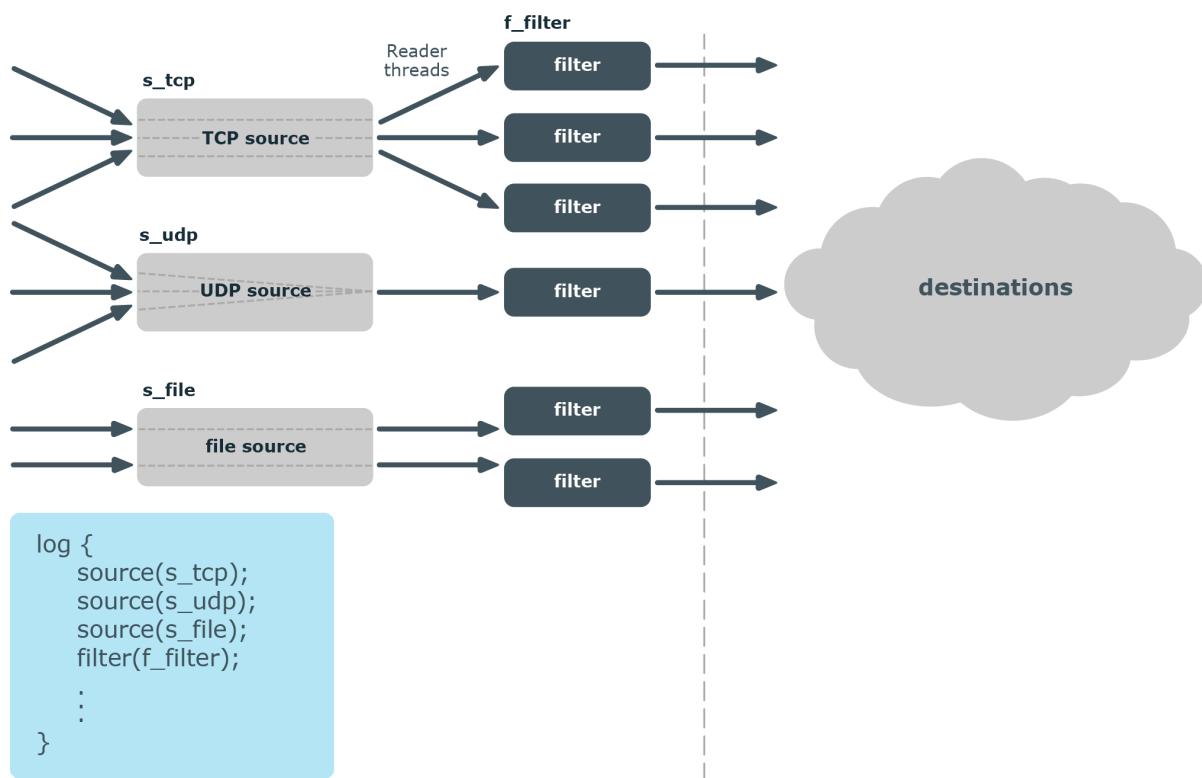 f_filter
Reader
threads
filter
s_tcp
TCP source
filter
filter
s_udp
UDP source
filter
destinations
s_file
file source
filter
filter
log {
source(s_tcp);
source(s_udp);
source(s_file);
filter(f_filter);
:
:
}